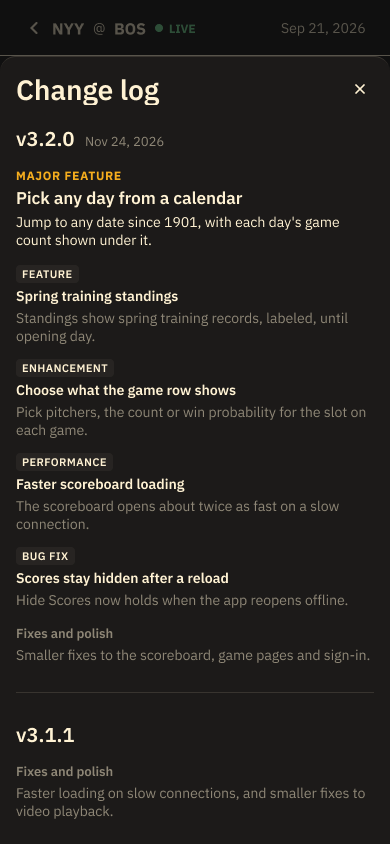 NYY @ BOS LIVE Sep 21, 2026
Change log
v3.2.0 Nov 24, 2026
MAJOR FEATURE
Pick any day from a calendar
Jump to any date since 1901, with each day's game
count shown under it.
FEATURE
Spring training standings
Standings show spring training records, labeled, until
opening day.
ENHANCEMENT
Choose what the game row shows
Pick pitchers, the count or win probability for the slot on
each game.
PERFORMANCE
Faster scoreboard loading
The scoreboard opens about twice as fast on a slow
connection.
BUG FIX
Scores stay hidden after a reload
Hide Scores now holds when the app reopens offline.
Fixes and polish
Smaller fixes to the scoreboard, game pages and sign-in.
v3.1.1
Fixes and polish
Faster loading on slow connections, and smaller fixes to
video playback.